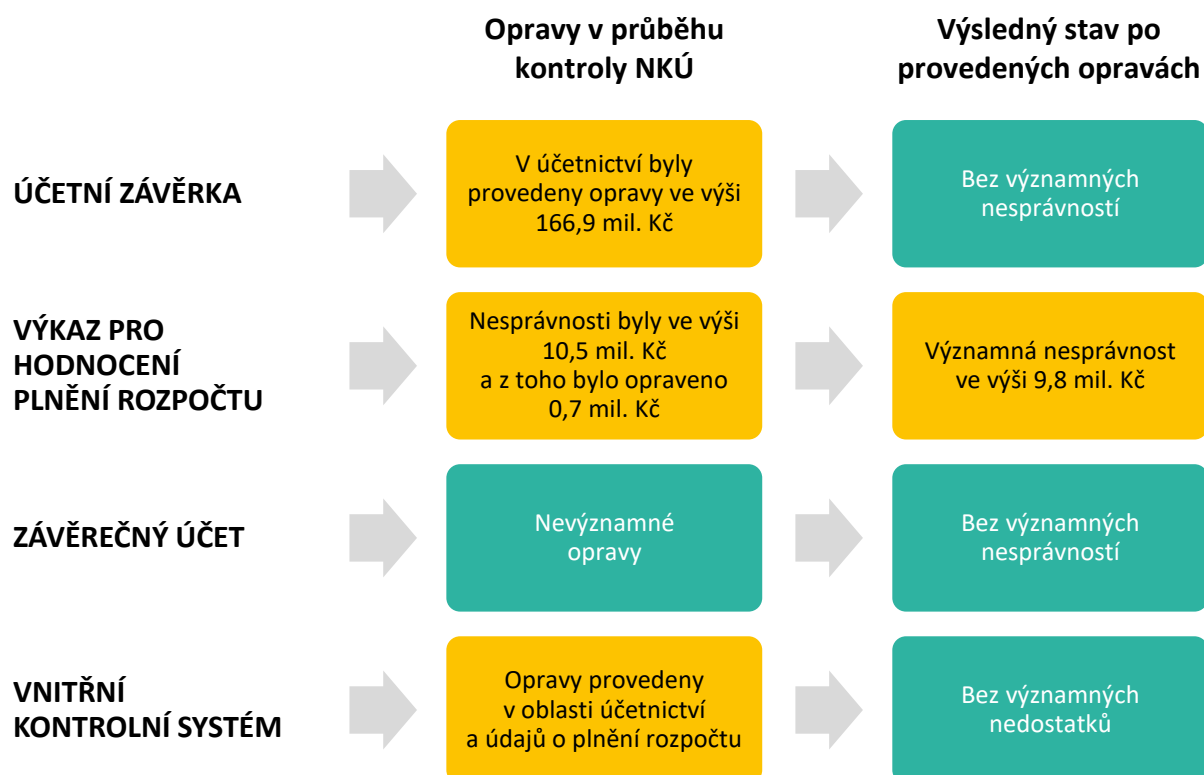 Opravy v průběhu
kontroly NKÚ
Výsledný stav po
provedených opravách
ÚČETNÍ ZÁVĚRKA
V účetnictví byly
provedeny opravy ve výši
166,9 mil. Kč
Bez významných
nesprávností
VÝKAZ PRO
HODNOCENÍ
PLNĚNÍ ROZPOČTU
Nesprávnosti byly ve výši
10,5 mil. Kč
a z toho bylo opraveno
0,7 mil. Kč
Významná nesprávnost
ve výši 9,8 mil. Kč
ZÁVĚREČNÝ ÚČET
Nevýznamné
opravy
Bez významných
nesprávností
VNITŘNÍ
KONTROLNÍ SYSTÉM
Opravy provedeny
v oblasti účetnictví
a údajů o plnění rozpočtu
Bez významných
nedostatků